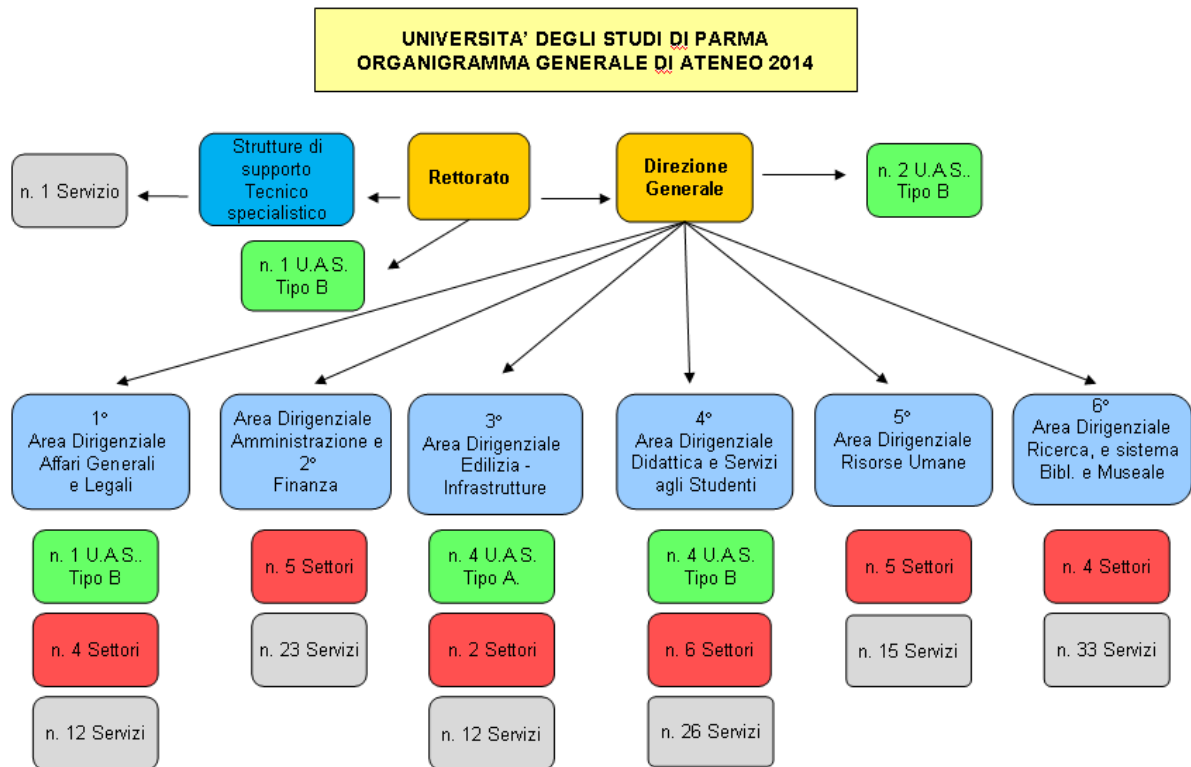 UNIVERSITA' DEGLI STUDI DI PARMA
ORGANIGRAMMA GENERALE DI ATENEO 2014
n. 1 Servizio
Strutture di
supporto
Tecnico
specialistico
Rettorato
Direzione
Generale
n. 2 U.A.S..
Tipo B
n. 1 U.A.S.
Tipo B
1°
Area Dirigenziale
Affari Generali
e Legali
Area Dirigenziale
Amministrazione e
2°
Finanza
3°
Area Dirigenziale
Edilizia -
Infrastrutture
4°
Area Dirigenziale
Didattica e Servizi
agli Studenti
5°
Area Dirigenziale
Risorse Umane
6°
Area Dirigenziale
Ricerca, e sistema
Bibl. e Museale
n. 1 U.A.S..
Tipo B
n. 5 Settori
n. 4 U.A.S.
Tipo A.
n. 4 U.A.S.
Tipo B
n. 5 Settori
n. 4 Settori
n. 4 Settori
n. 23 Servizi
n. 2 Settori
n. 6 Settori
n. 15 Servizi
n. 33 Servizi
n. 12 Servizi
n. 12 Servizi
n. 26 Servizi